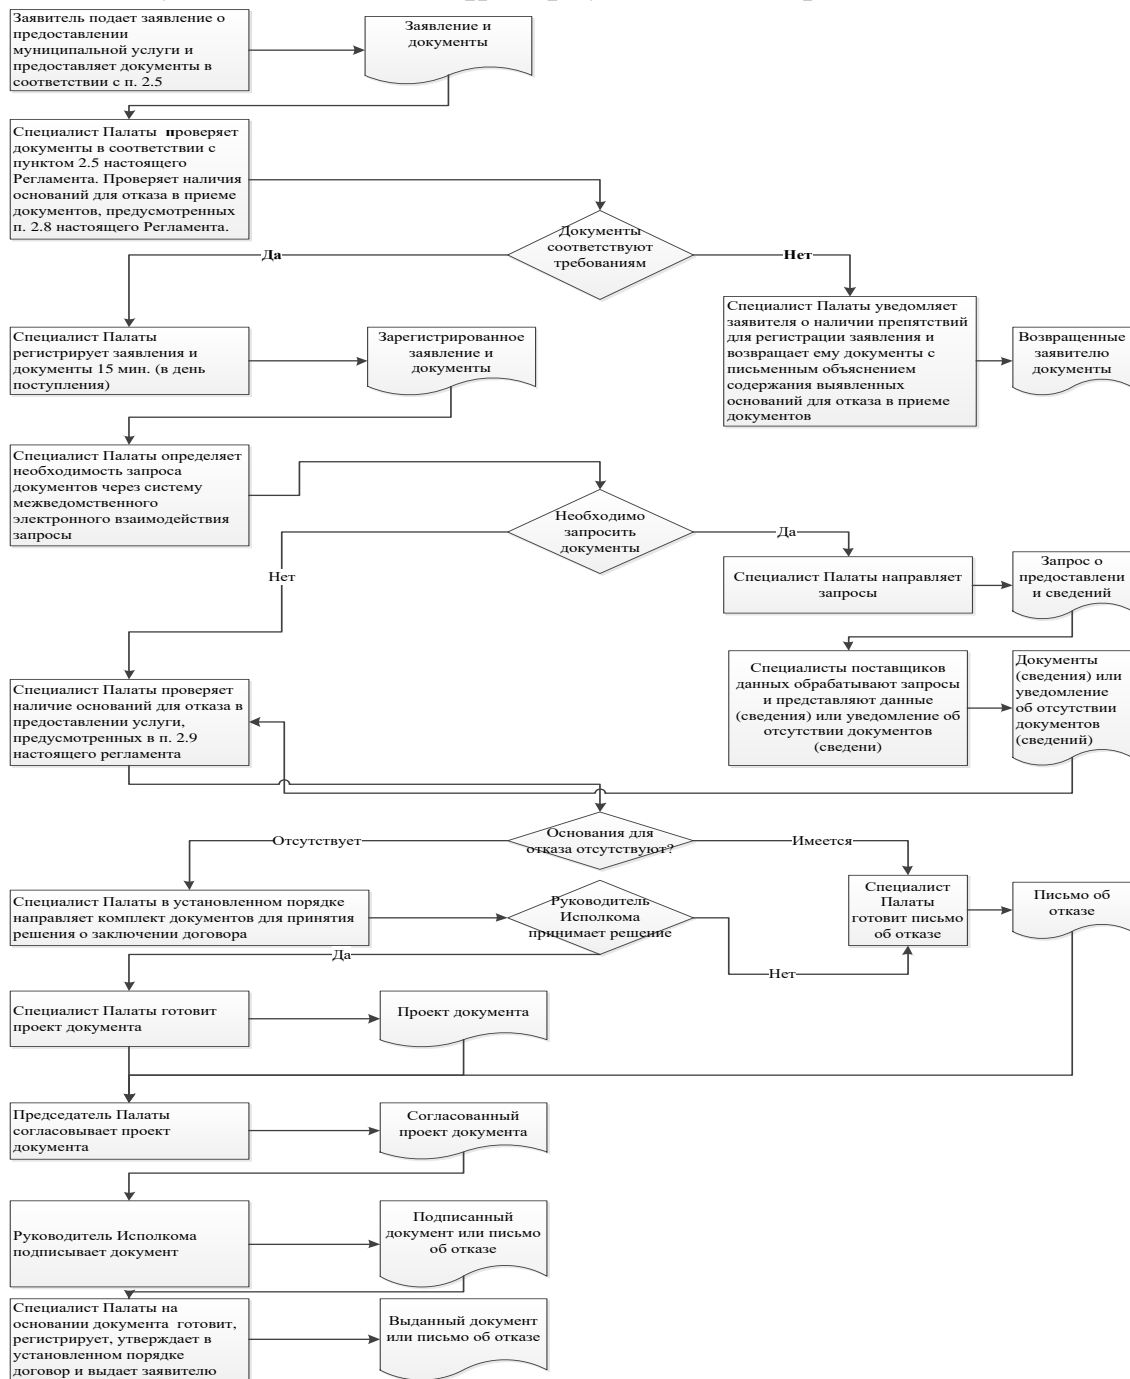 Заявитель подает заявление о
предоставлении
муниципальной услуги и
предоставляет документы в
соответствии с п. 2.5
Заявление и
документы
Специалист Палаты проверяет
документы в соответствии с
пунктом 2.5 настоящего
Регламента. Проверяет наличия
оснований для отказа в приеме
документов, предусмотренных
п. 2.8 настоящего Регламента.
Документы
соответствуют
требованиям
Да
Нет
Специалист Палаты
регистрирует заявления и
документы 15 мин. (в день
поступления)
Зарегистрированное
заявление и
документы
Специалист Палаты уведомляет
заявителя о наличии препятствий
для регистрации заявления и
возвращает ему документы с
письменным объяснением
содержания выявленных
оснований для отказа в приеме
документов
Возвращенные
заявителю
документы
Специалист Палаты определяет
необходимость запроса
документов через систему
межведомственного
электронного взаимодействия
запросы
Необходимо
запросить
документы
Да
Нет
Специалист Палаты направляет
запросы
Запрос о
предоставлени
и сведений
Специалист Палаты проверяет
наличие оснований для отказа в
предоставлении услуги,
предусмотренных в п. 2.9
настоящего регламента
Специалисты поставщиков
данных обрабатывают запросы
и представляют данные
(сведения) или уведомление об
отсутствии документов
(сведени)
Документы
(сведения) или
уведомление
об отсутствии
документов
(сведений)
Основания для
отказа отсутствуют?
Отсутствует
Имеется
Специалист Палаты в установленном порядке
направляет комплект документов для принятия
решения о заключении договора
Руководитель
Исполкома
принимает решение
Специалист
Палаты
готовит письмо
об отказе
Письмо об
отказе
Да
Нет
Специалист Палаты готовит
проект документа
Проект документа
Председатель Палаты
согласовывает проект
документа
Согласованный
проект документа
Руководитель Исполкома
подписывает документ
Подписанный
документ или письмо
об отказе
Специалист Палаты на
основании документа готовит,
регистрирует, утверждает в
установленном порядке
договор и выдает заявителю
Выданный документ
или письмо об отказе